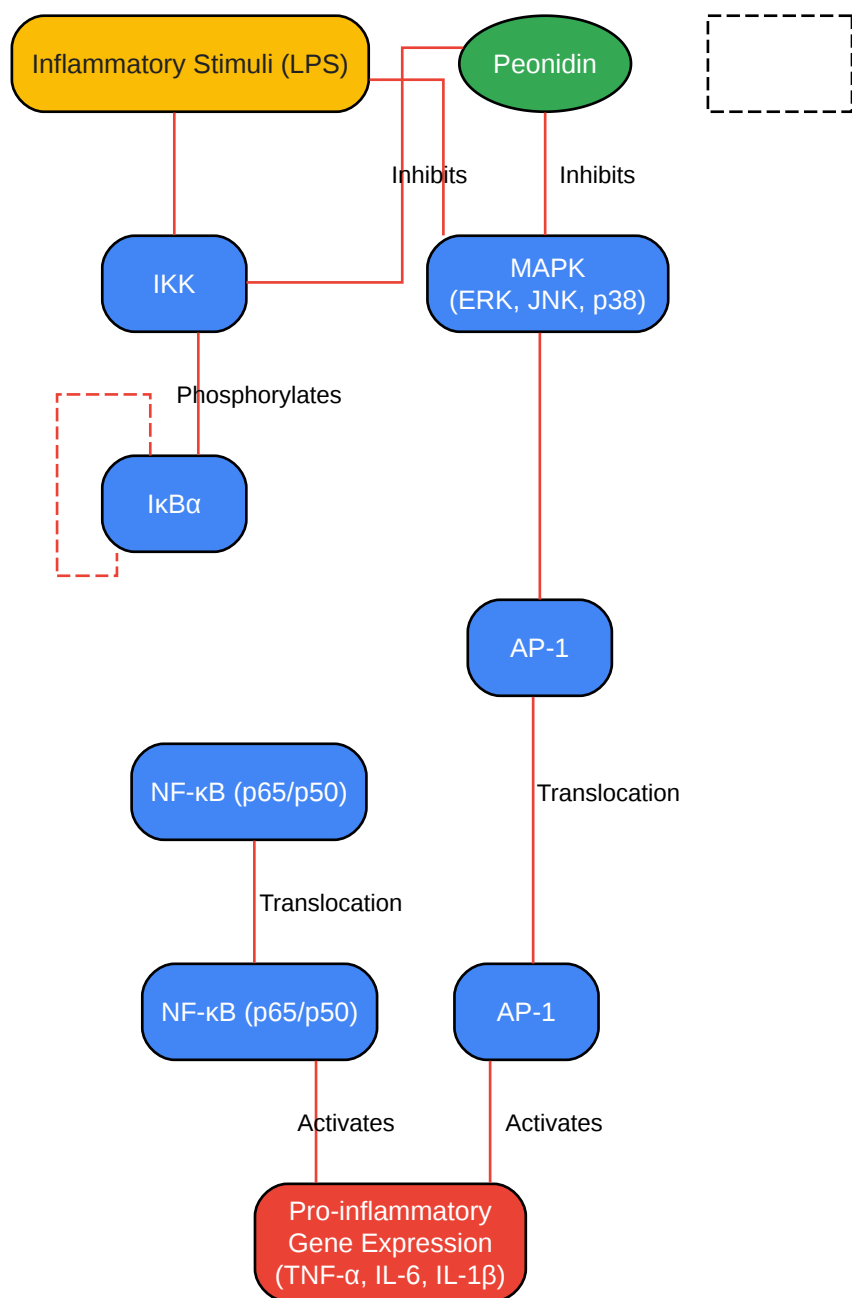 Inflammatory Stimuli (LPS)
Peonidin
Inhibits
Inhibits
IKK
MAPK
(ERK, JNK, p38)
Phosphorylates
IκBα
AP-1
NF-κB (p65/p50)
Translocation
Translocation
NF-κB (p65/p50)
AP-1
Activates
Activates
Pro-inflammatory
Gene Expression
(TNF-α, IL-6, IL-1β)